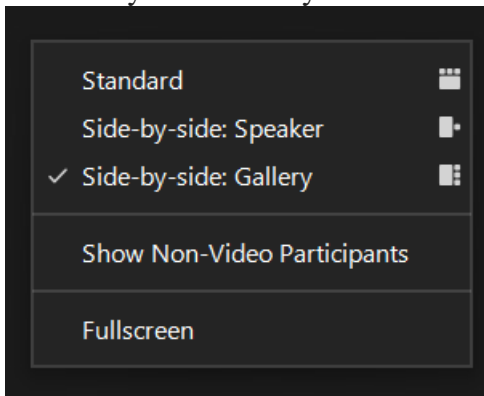 Standard
Side-by-side: Speaker
Side-by-side: Gallery
Show Non-Video Participants
Fullscreen